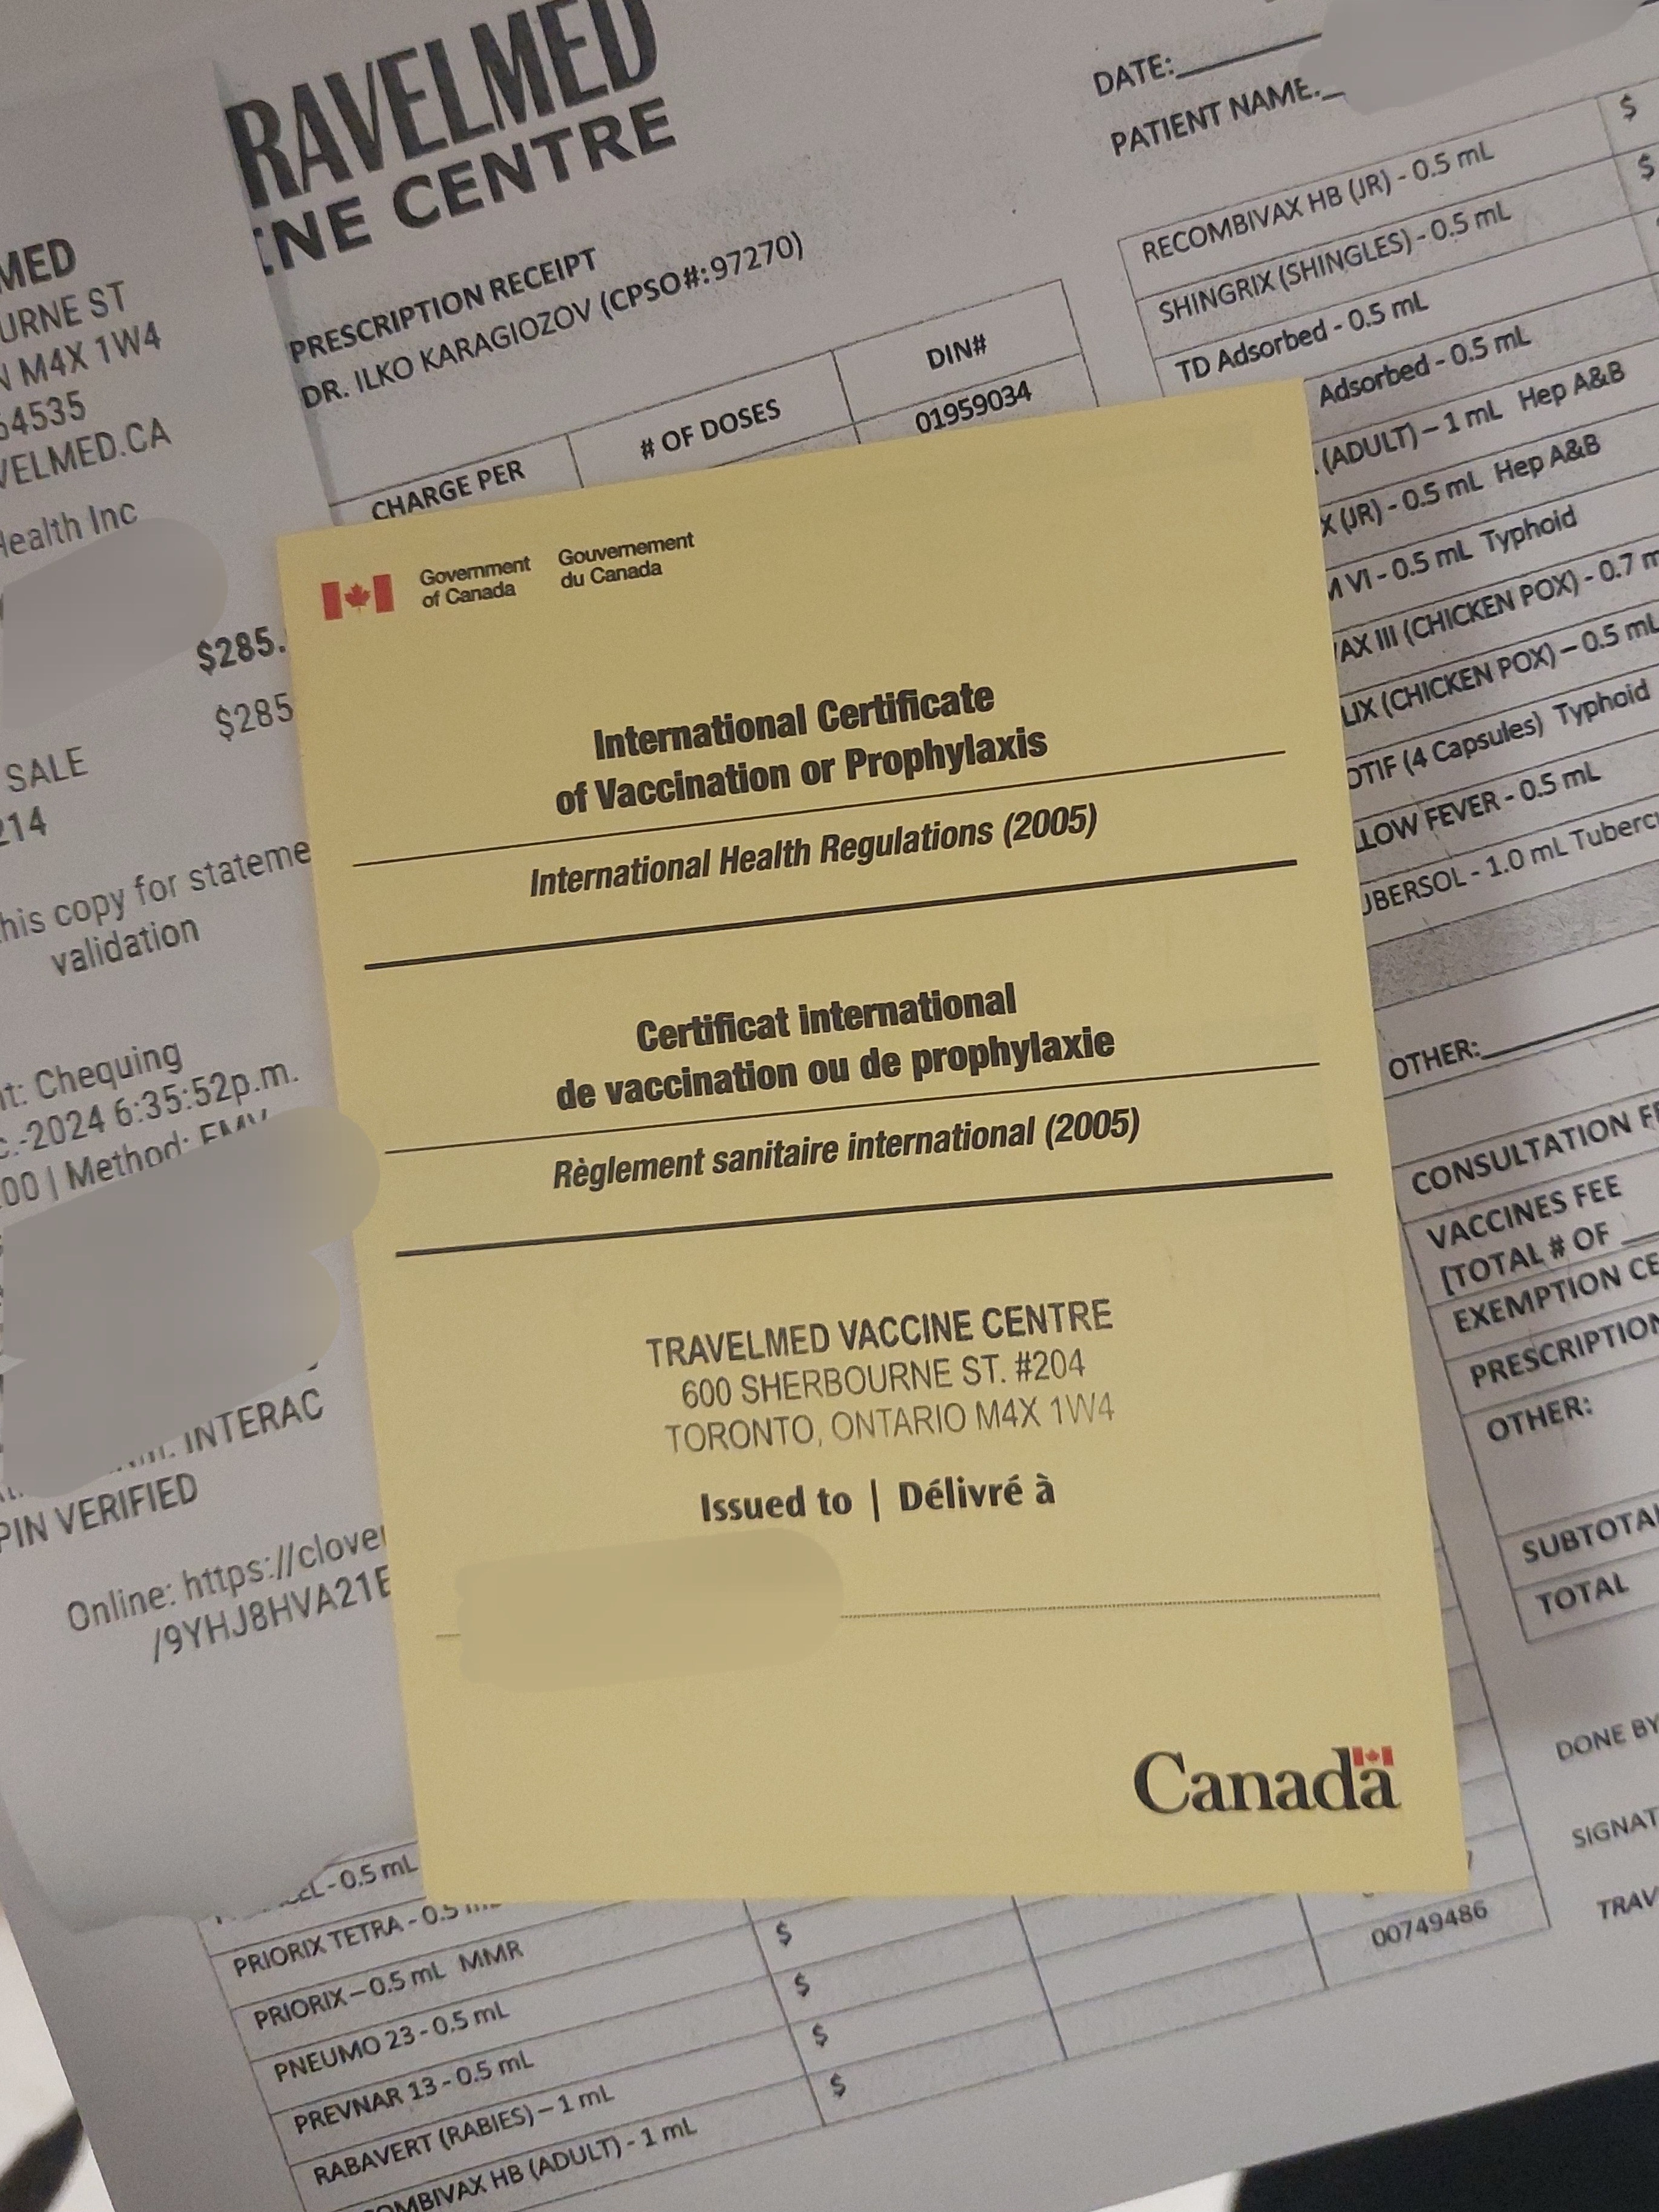 RAVELMED
NE CENTRE
PRESCRIPTION RECEIPT
DR. ILKO KARAGIOZOV (CPSO#:97270)
CHARGE PER
# OF DOSES
DIN#
01959034
DATE:
PATIENT NAME.
RECOMBIVAX HB (JR) - 0.5 mL
$
SHINGRIX (SHINGLES) - 0.5 mL
$
TD Adsorbed - 0.5 mL
Adsorbed - 0.5 mL
(ADULT) – 1 mL Hep A&B
X (JR) - 0.5 mL Hep A&B
M VI - 0.5 mL Typhoid
AX III (CHICKEN POX) - 0.7 m
LIX (CHICKEN POX) – 0.5 mL
OTIF (4 Capsules) Typhoid
LLOW FEVER - 0.5 mL
UBERSOL - 1.0 mL Tuberc
OTHER:
CONSULTATION F
VACCINES FEE
[TOTAL # OF
EXEMPTION CE
PRESCRIPTION
OTHER:
SUBTOTAL
TOTAL
DONE BY
SIGNAT
TRAV
MED
URNE ST
N M4X 1W4
64535
VELMED.CA
Health Inc
$285.
$285
SALE
214
his copy for stateme
validation
nt: Chequing
c.-2024 6:35:52p.m.
00 | Method: EMV
INTERAC
PIN VERIFIED
Online: https://clover
/9YHJ8HVA21E
Government
of Canada
Gouvernement
du Canada
International Certificate
of Vaccination or Prophylaxis
International Health Regulations (2005)
Certificat international
de vaccination ou de prophylaxie
Règlement sanitaire international (2005)
TRAVELMED VACCINE CENTRE
600 SHERBOURNE ST. #204
TORONTO, ONTARIO M4X 1W4
Issued to | Délivré à
Canada
EL - 0.5 mL
PRIORIX TETRA - 0.5 mL
PRIORIX – 0.5 mL MMR
$
PNEUMO 23 - 0.5 mL
$
PREVNAR 13 - 0.5 mL
$
RABAVERT (RABIES) – 1 mL
$
OMBIVAX HB (ADULT) - 1 mL
00749486